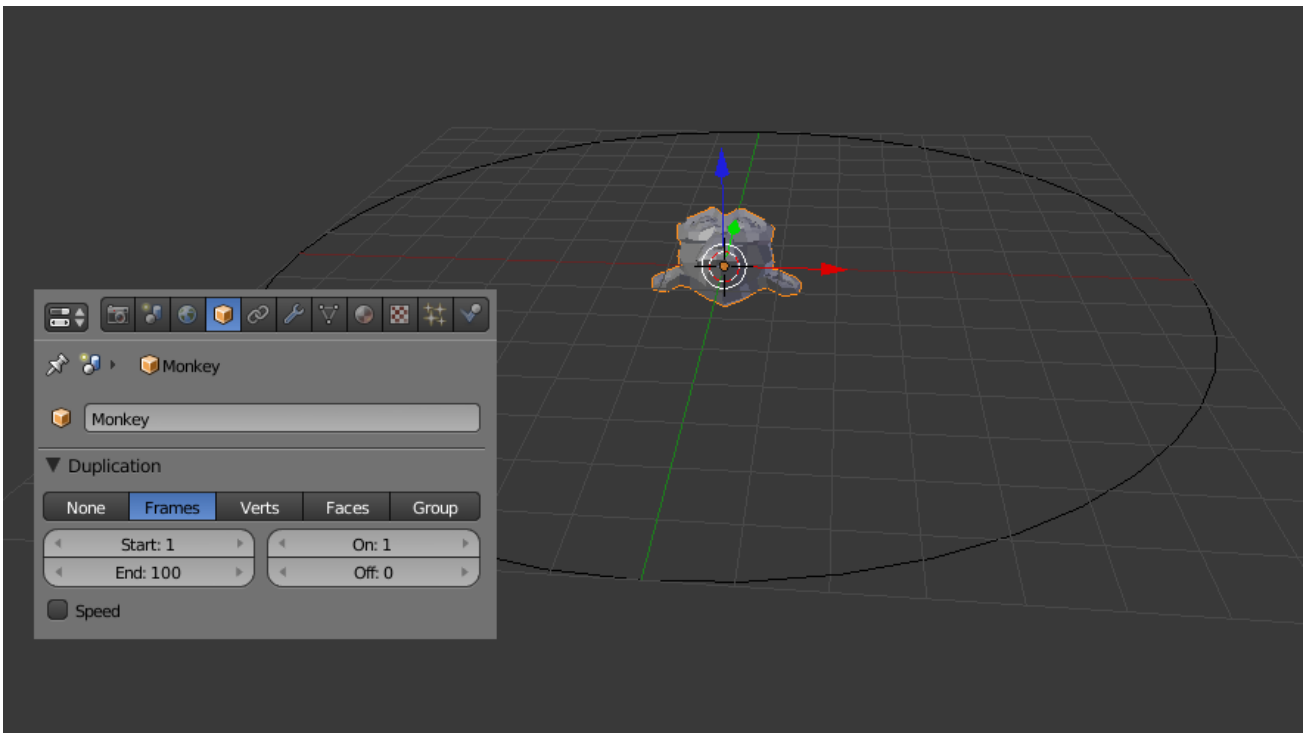 Monkey
Monkey
Duplication
None Frames Verts Faces Group
Start: 1 On: 1
End: 100 Off: 0
Speed